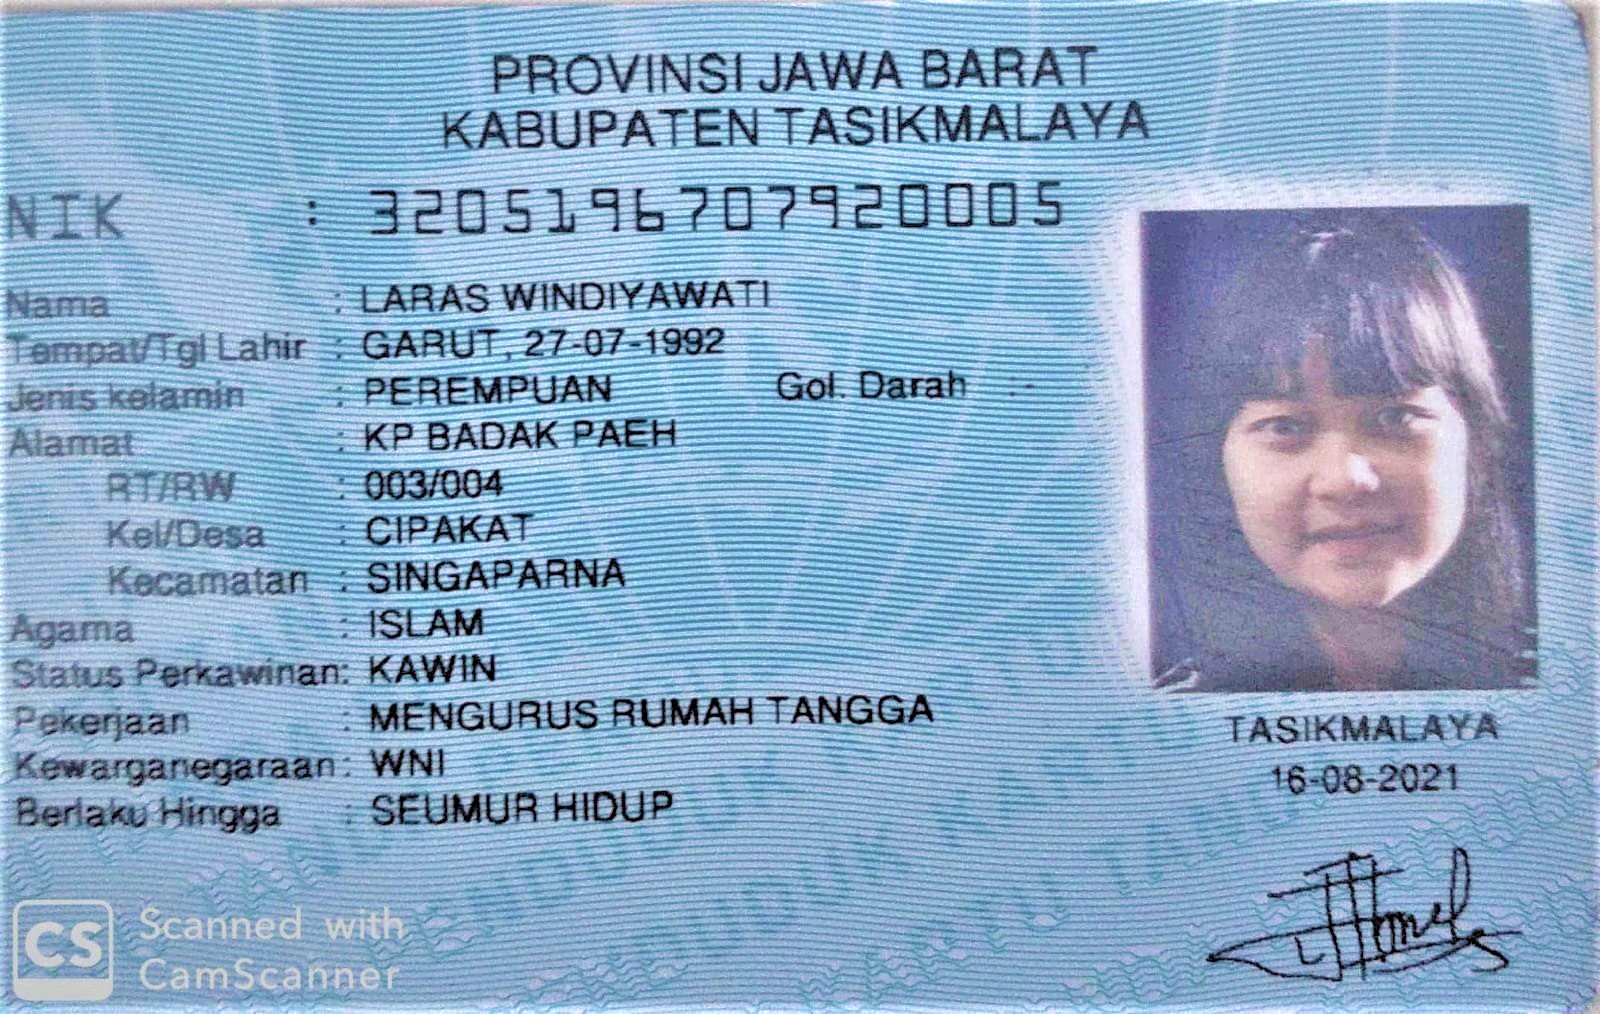 PROVINSI JAWA BARAT
KABUPATEN TASIKMALAYA
NIK : 3205196707920005
Nama : LARAS WINDIYAWATI
Tempat/Tgl Lahir : GARUT, 27-07-1992
Jenis kelamin : PEREMPUAN Gol. Darah : -
Alamat : KP BADAK PAEH
RT/RW : 003/004
Kel/Desa : CIPAKAT
Kecamatan : SINGAPARNA
Agama : ISLAM
Status Perkawinan: KAWIN
Pekerjaan : MENGURUS RUMAH TANGGA
Kewarganegaraan: WNI
Berlaku Hingga : SEUMUR HIDUP
TASIKMALAYA
16-08-2021
CS Scanned with
CamScanner